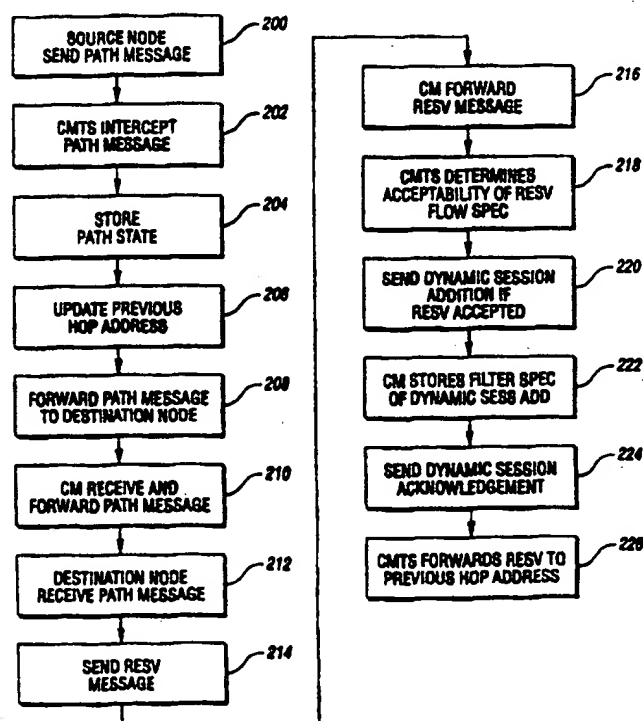 200
SOURCE NODE
SEND PATH MESSAGE
202
CMTS INTERCEPT
PATH MESSAGE
204
STORE
PATH STATE
206
UPDATE PREVIOUS
HOP ADDRESS
208
FORWARD PATH MESSAGE
TO DESTINATION NODE
210
CM RECEIVE AND
FORWARD PATH MESSAGE
212
DESTINATION NODE
RECEIVE PATH MESSAGE
214
SEND RESV
MESSAGE
216
CM FORWARD
RESV MESSAGE
218
CMTS DETERMINES
ACCEPTABILITY OF RESV
FLOW SPEC
220
SEND DYNAMIC SESSION
ADDITION IF
RESV ACCEPTED
222
CM STORES FILTER SPEC
OF DYNAMIC SESS ADD
224
SEND DYNAMIC SESSION
ACKNOWLEDGEMENT
226
CMTS FORWARDS RESV TO
PREVIOUS HOP ADDRESS